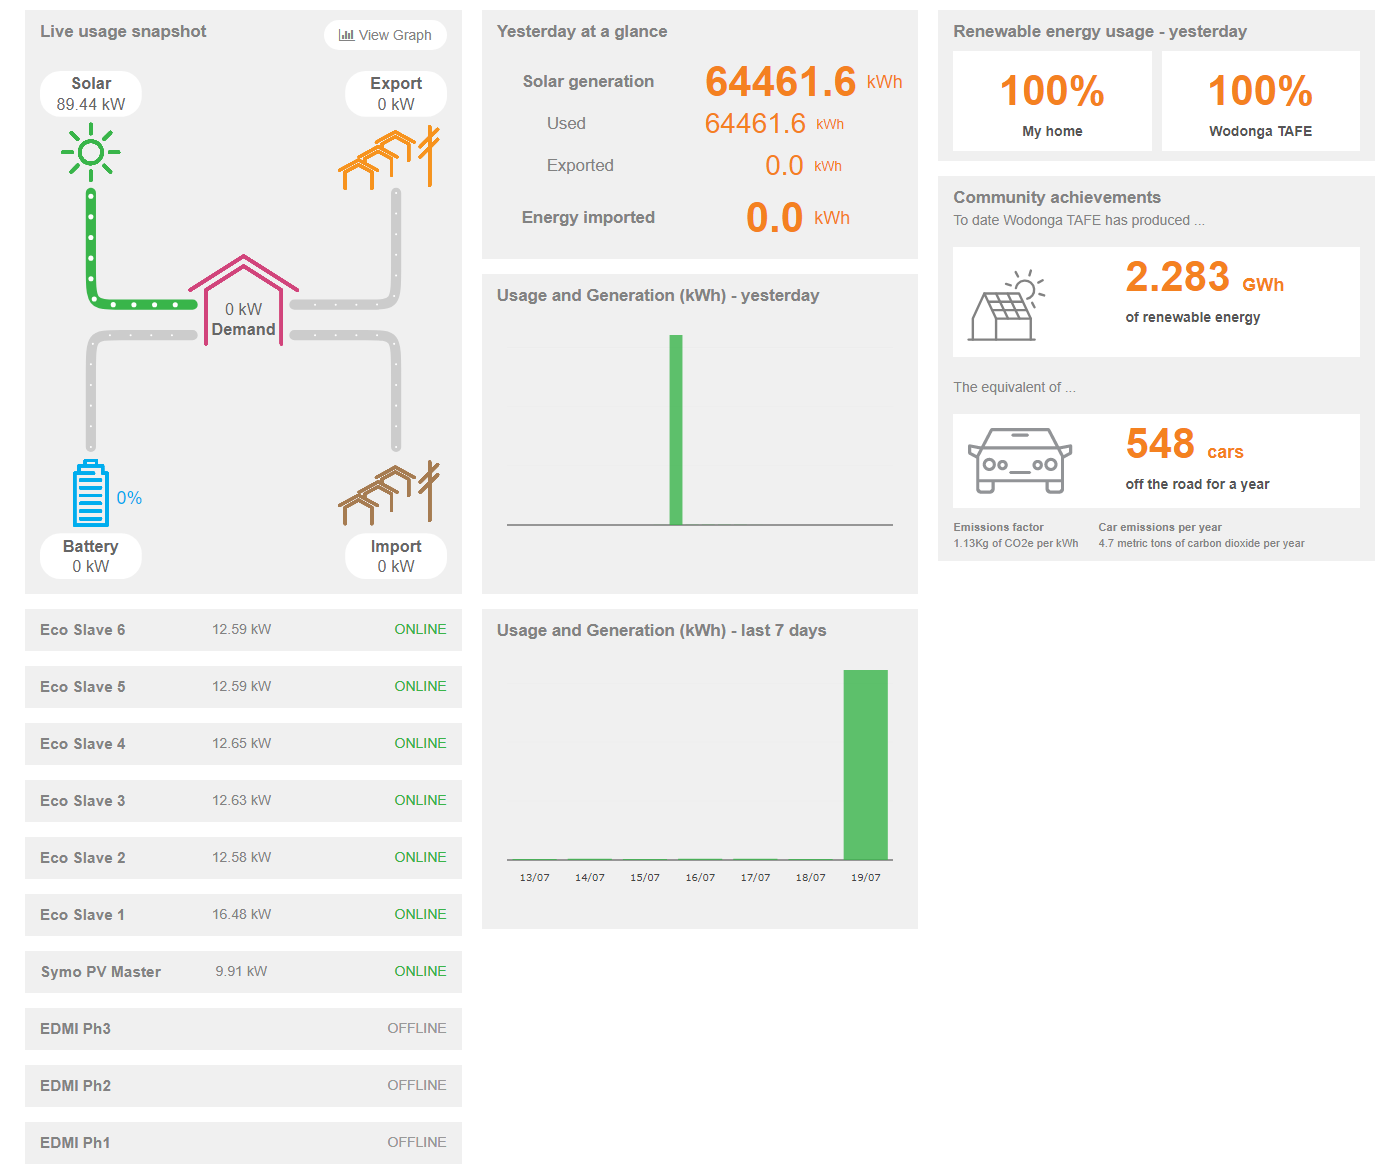 Live usage snapshot
View Graph
Solar
89.44 kW
Export
0 kW
0 kW
Demand
0%
Battery
0 kW
Import
0 kW
Eco Slave 6 12.59 kW ONLINE
Eco Slave 5 12.59 kW ONLINE
Eco Slave 4 12.65 kW ONLINE
Eco Slave 3 12.63 kW ONLINE
Eco Slave 2 12.58 kW ONLINE
Eco Slave 1 16.48 kW ONLINE
Symo PV Master 9.91 kW ONLINE
EDMI Ph3 OFFLINE
EDMI Ph2 OFFLINE
EDMI Ph1 OFFLINE
Yesterday at a glance
Solar generation 64461.6 kWh
Used 64461.6 kWh
Exported 0.0 kWh
Energy imported 0.0 kWh
Usage and Generation (kWh) - yesterday
Usage and Generation (kWh) - last 7 days
13/07 14/07 15/07 16/07 17/07 18/07 19/07
Renewable energy usage - yesterday
100%
My home
100%
Wodonga TAFE
Community achievements
To date Wodonga TAFE has produced ...
2.283 GWh
of renewable energy
The equivalent of ...
548 cars
off the road for a year
Emissions factor
1.13Kg of CO2e per kWh
Car emissions per year
4.7 metric tons of carbon dioxide per year